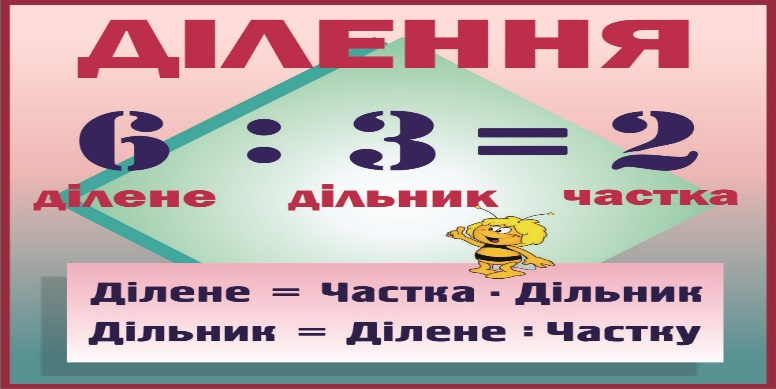 ДІЛЕННЯ
6 : 3 = 2
ділене дільник частка
Ділене = Частка · Дільник
Дільник = Ділене : Частку